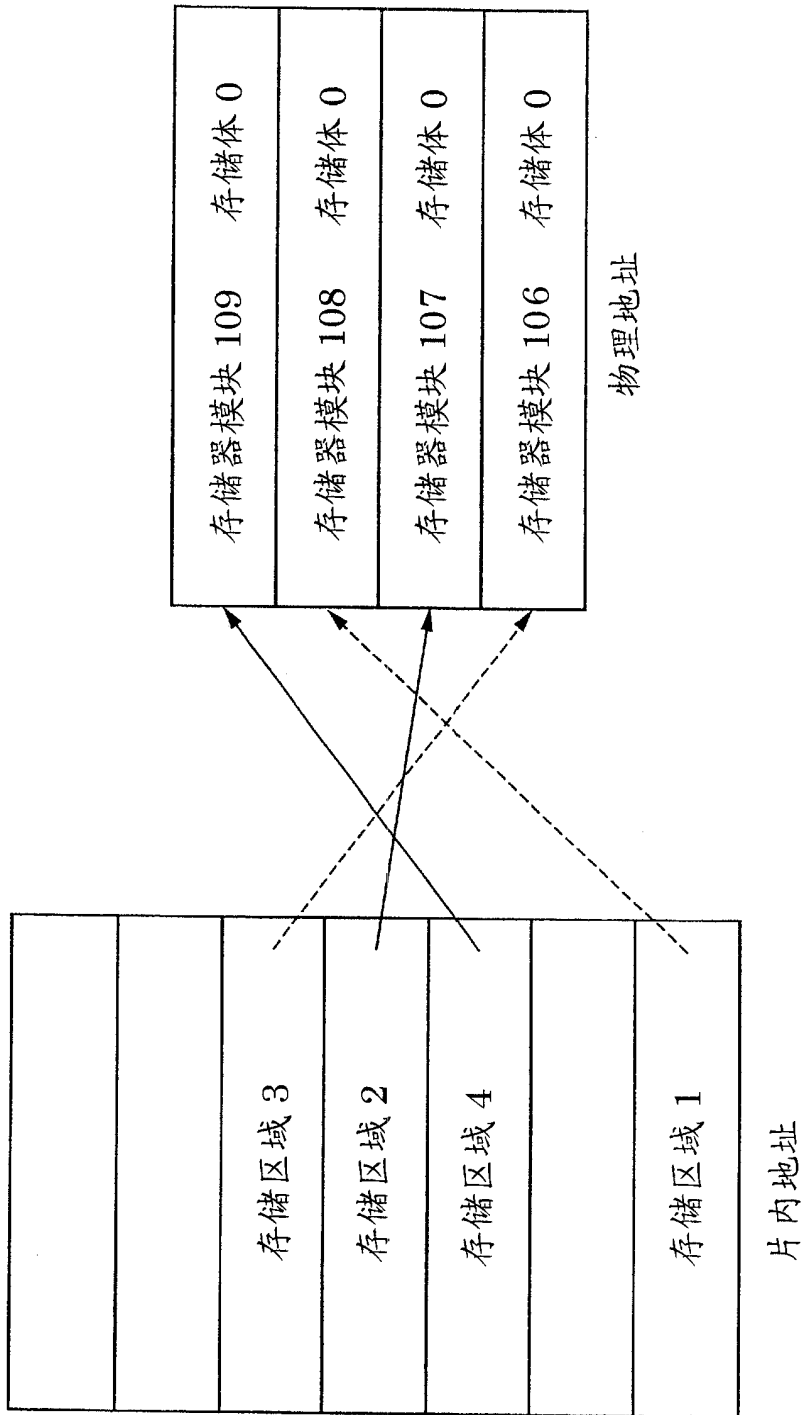 存储区域 3
存储区域 2
存储区域 4
存储区域 1
片内地址
存储器模块 109 存储体 0
存储器模块 108 存储体 0
存储器模块 107 存储体 0
存储器模块 106 存储体 0
物理地址